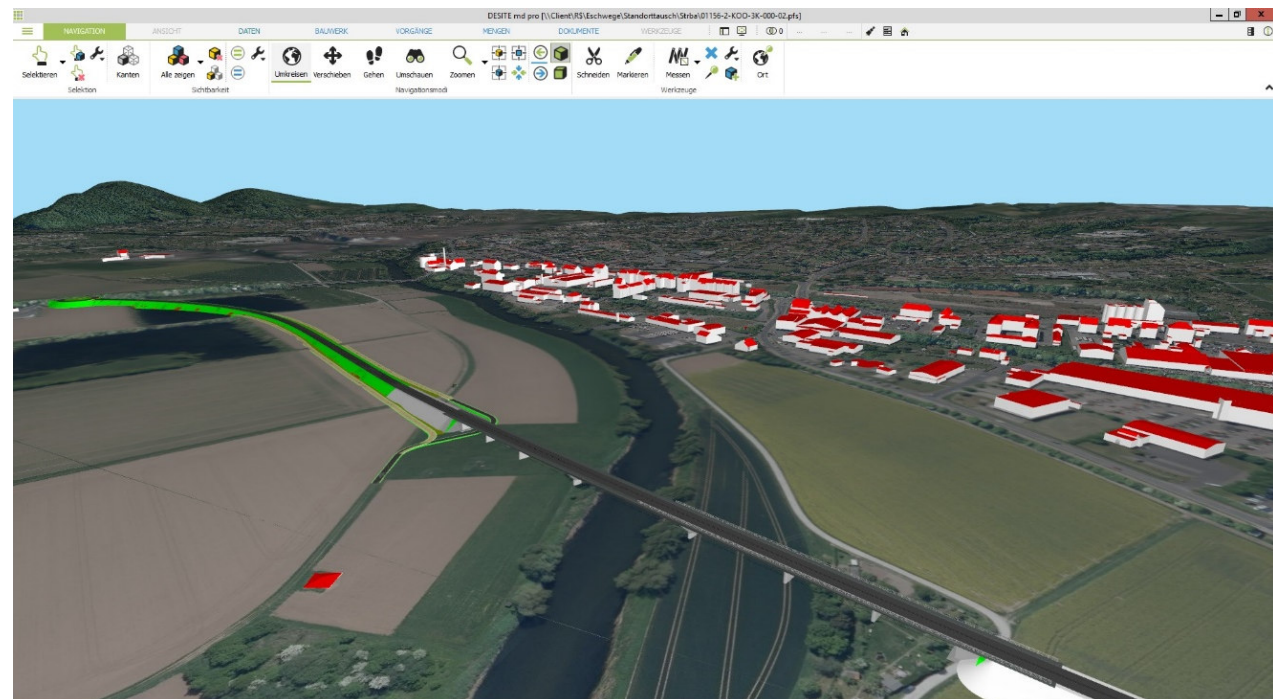 DESITE md pro [\\Client\R$\Eschwege\Standorttausch\Strba\01156-2-KOO-3K-000-02.pfs]
NAVIGATION ANSICHT DATEN BAUWERK VORGÄNGE MENGEN DOKUMENTE WERKZEUGE 0 ... ... ...
Selektieren Kanten Alle zeigen Umkreisen Verschieben Gehen Umschauen Zoomen Schneiden Markieren Messen Ort
Selektion Sichtbarkeit Navigationsmodi Werkzeuge